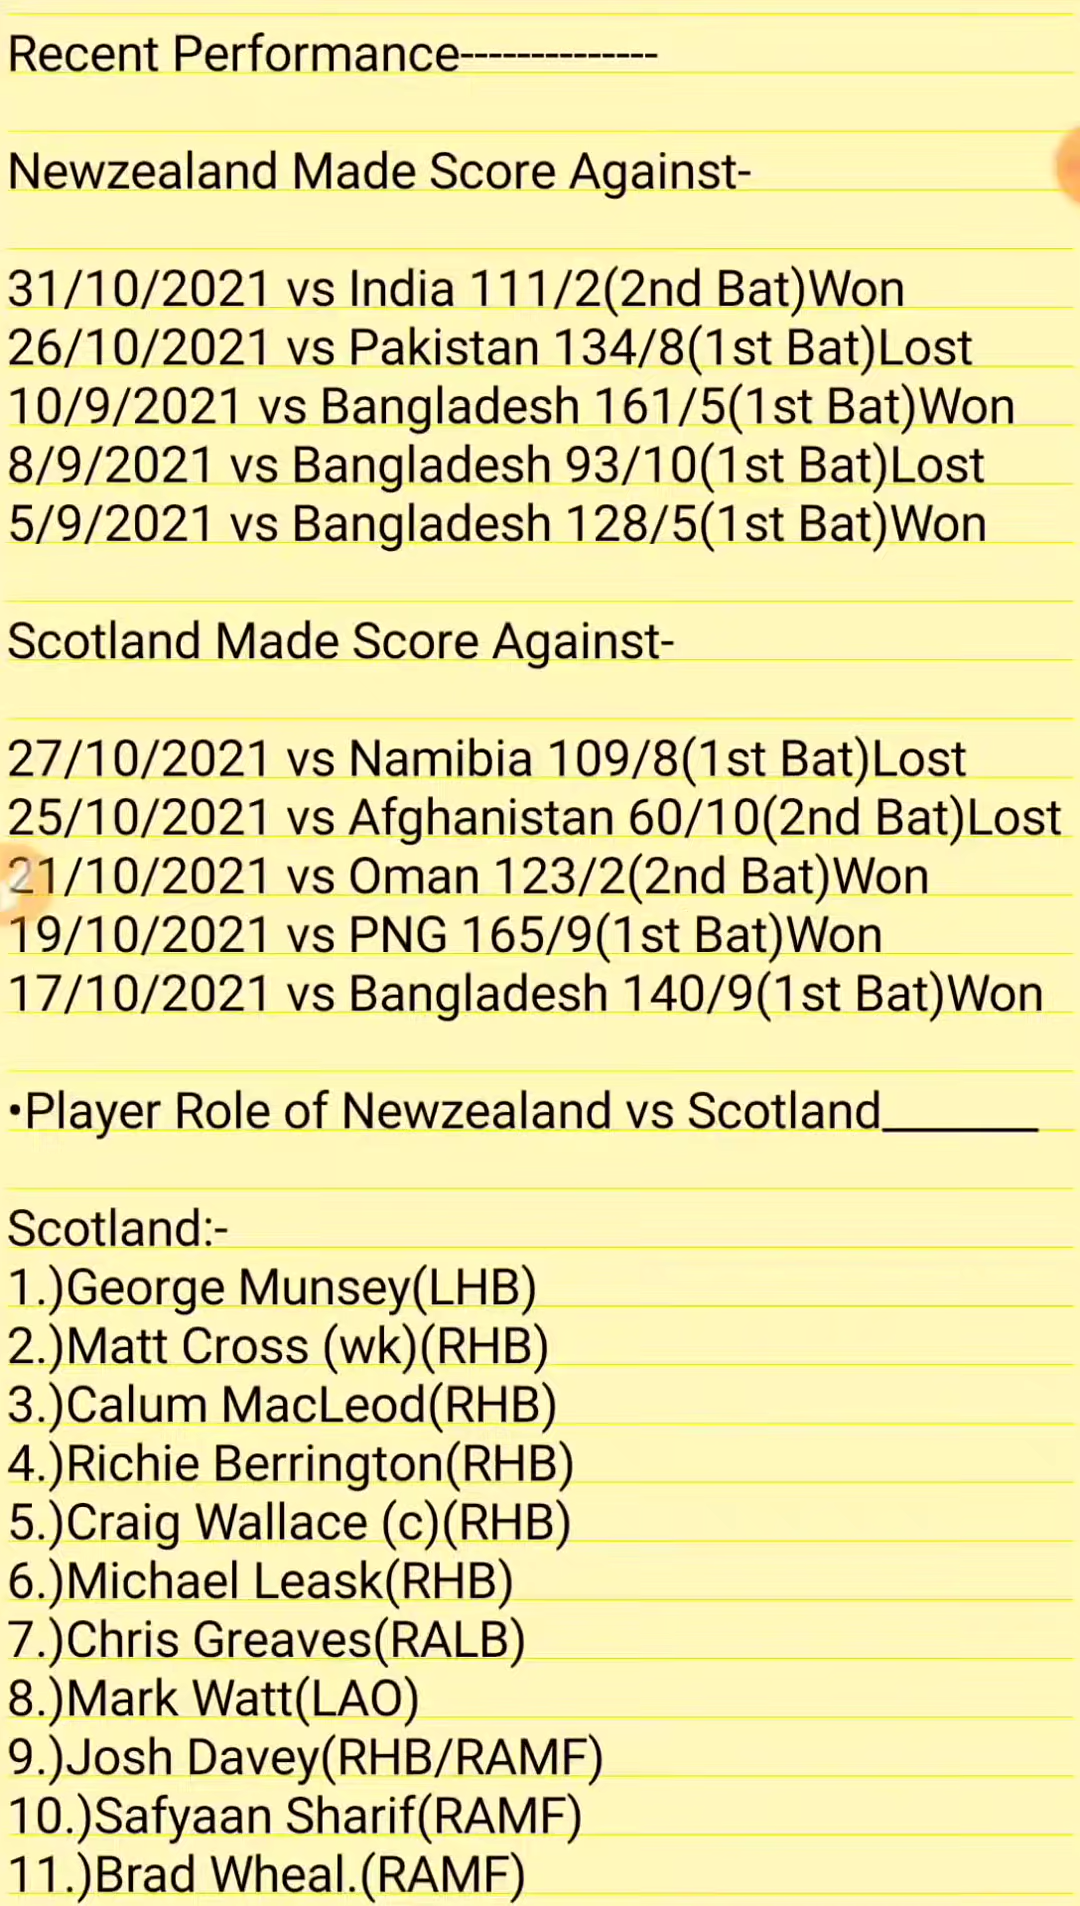 Recent Performance--------------
Newzealand Made Score Against-
31/10/2021 vs India 111/2(2nd Bat)Won
26/10/2021 vs Pakistan 134/8(1st Bat)Lost
10/9/2021 vs Bangladesh 161/5(1st Bat)Won
8/9/2021 vs Bangladesh 93/10(1st Bat)Lost
5/9/2021 vs Bangladesh 128/5(1st Bat)Won
Scotland Made Score Against-
27/10/2021 vs Namibia 109/8(1st Bat)Lost
25/10/2021 vs Afghanistan 60/10(2nd Bat)Lost
21/10/2021 vs Oman 123/2(2nd Bat)Won
19/10/2021 vs PNG 165/9(1st Bat)Won
17/10/2021 vs Bangladesh 140/9(1st Bat)Won
•Player Role of Newzealand vs Scotland_______
Scotland:-
1.)George Munsey(LHB)
2.)Matt Cross (wk)(RHB)
3.)Calum MacLeod(RHB)
4.)Richie Berrington(RHB)
5.)Craig Wallace (c)(RHB)
6.)Michael Leask(RHB)
7.)Chris Greaves(RALB)
8.)Mark Watt(LAO)
9.)Josh Davey(RHB/RAMF)
10.)Safyaan Sharif(RAMF)
11.)Brad Wheal.(RAMF)